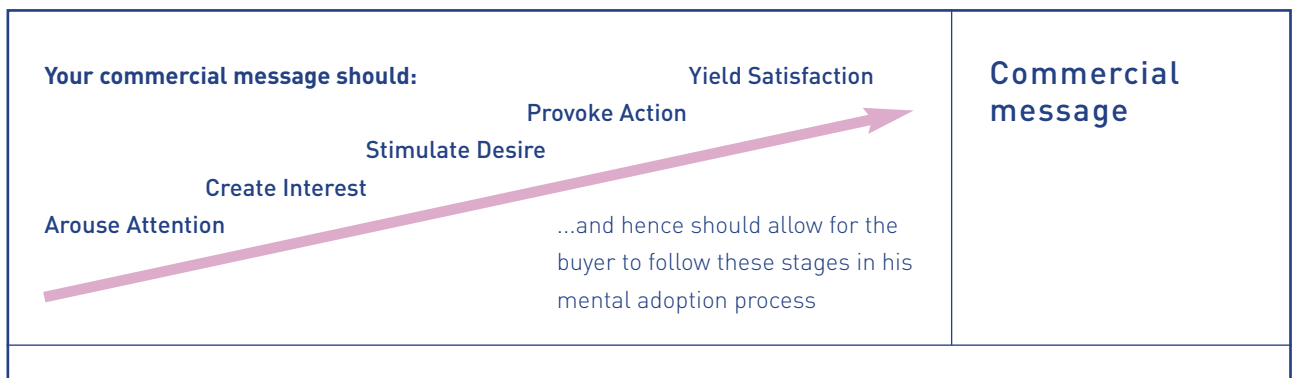 Your commercial message should:
Yield Satisfaction
Provoke Action
Stimulate Desire
Create Interest
Arouse Attention
...and hence should allow for the
buyer to follow these stages in his
mental adoption process
Commercial
message